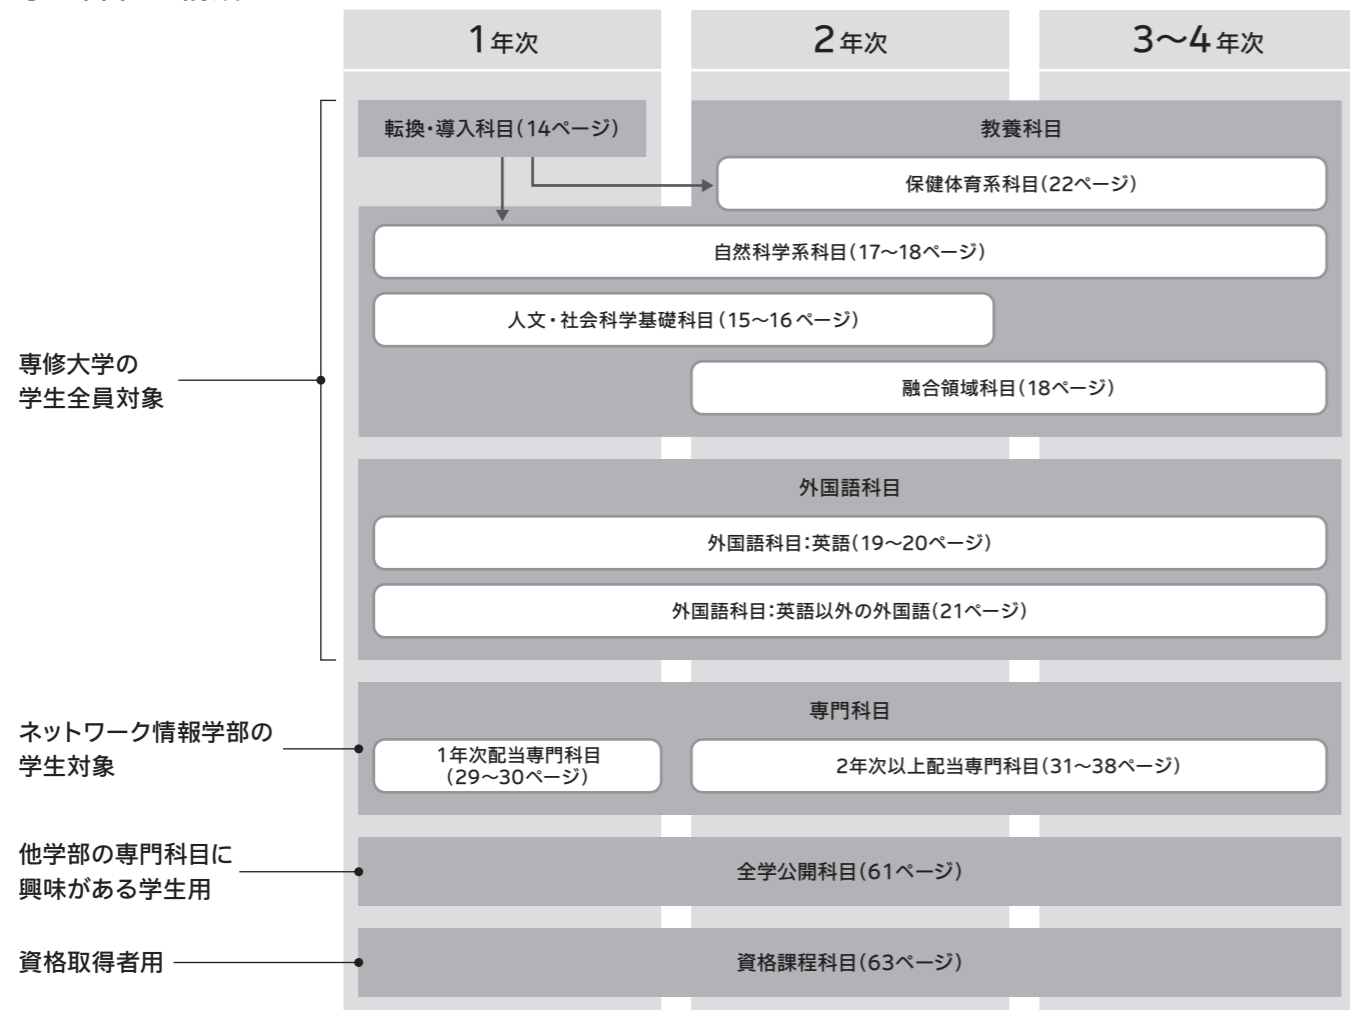 1年次
2年次
3〜4年次
転換・導入科目(14ページ)
教養科目
保健体育系科目(22ページ)
自然科学系科目(17〜18ページ)
人文・社会科学基礎科目(15〜16ページ)
融合領域科目(18ページ)
専修大学の
学生全員対象
外国語科目
外国語科目:英語(19〜20ページ)
外国語科目:英語以外の外国語(21ページ)
ネットワーク情報学部の
学生対象
専門科目
1年次配当専門科目
(29〜30ページ)
2年次以上配当専門科目(31〜38ページ)
他学部の専門科目に
興味がある学生用
全学公開科目(61ページ)
資格取得者用
資格課程科目(63ページ)